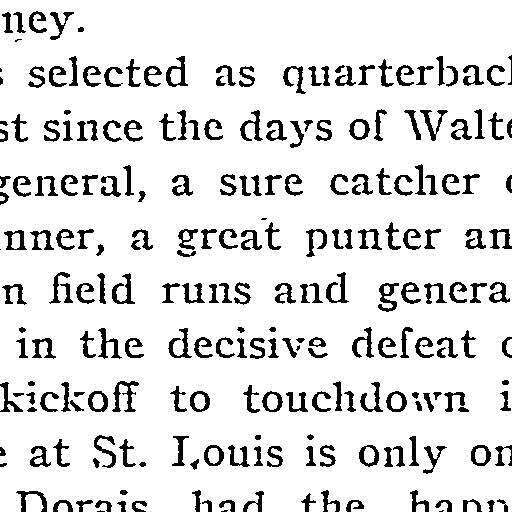 ney.
s selected as quarterback
st since the days of Walte
general, a sure catcher o
nner, a great punter an
n field runs and genera
in the decisive defeat o
kickoff to touchdown i
e at St. Louis is only on
Dorais had the happ